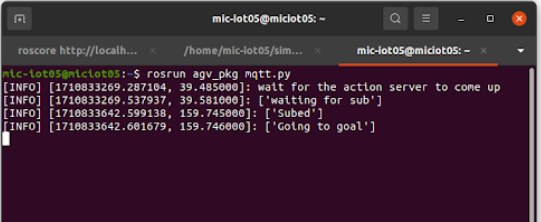 mic-iot05@miciot05: ~
roscore http://localh...
/home/mic-iot05/sim...
mic-iot05@miciot05: ~
mic-iot05@miciot05:~$ rosrun agv_pkg mqtt.py
[INFO] [1710833269.287104, 39.485000]: wait for the action server to come up
[INFO] [1710833269.537937, 39.581000]: ['waiting for sub']
[INFO] [1710833642.599138, 159.745000]: ['Subed']
[INFO] [1710833642.601679, 159.746000]: ['Going to goal']